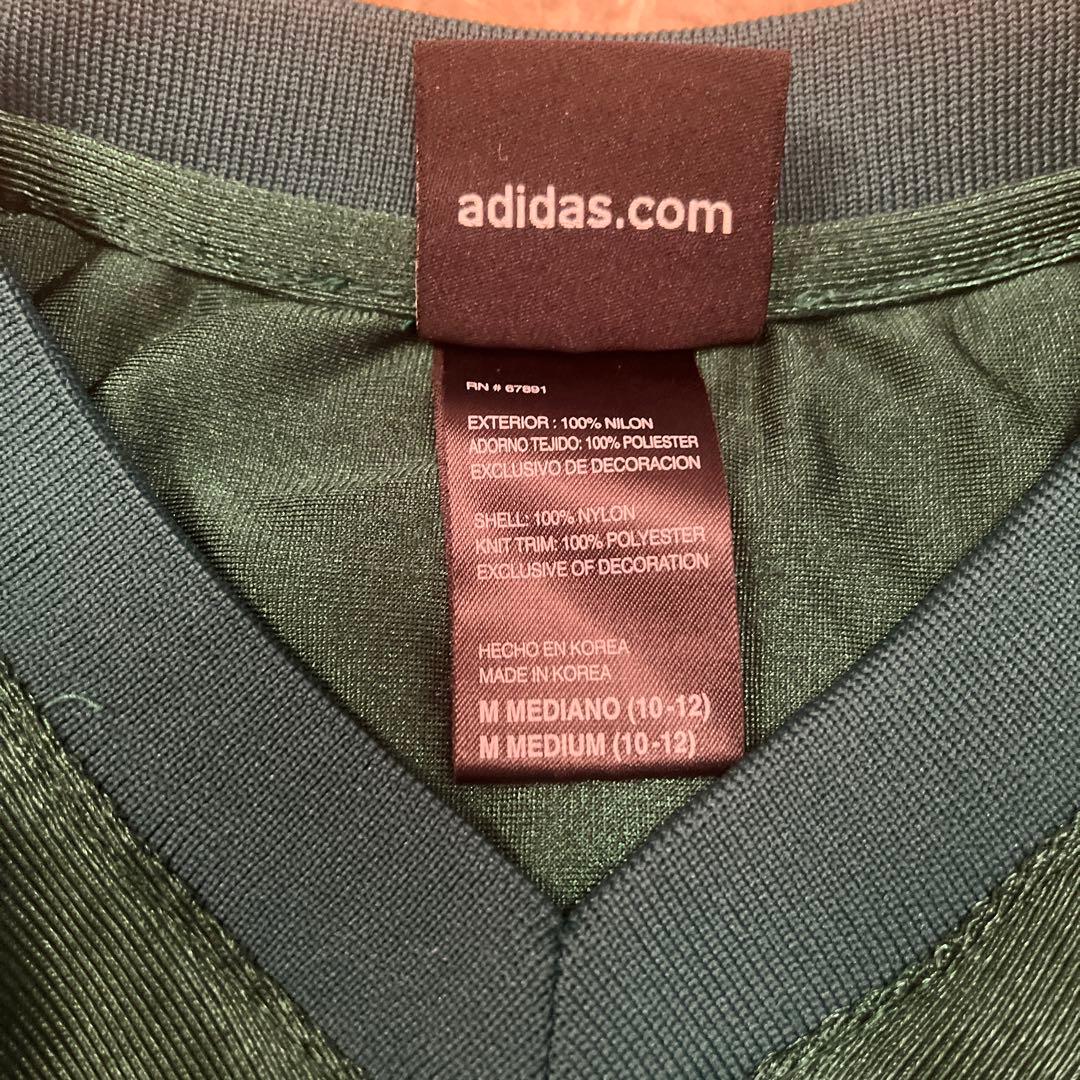 adidas.com
RN # 67891
EXTERIOR : 100% NILON
ADORNO TEJIDO: 100% POLIESTER
EXCLUSIVO DE DECORACION
SHELL: 100% NYLON
KNIT TRIM: 100% POLYESTER
EXCLUSIVE OF DECORATION
HECHO EN KOREA
MADE IN KOREA
M MEDIANO (10-12)
M MEDIUM (10-12)